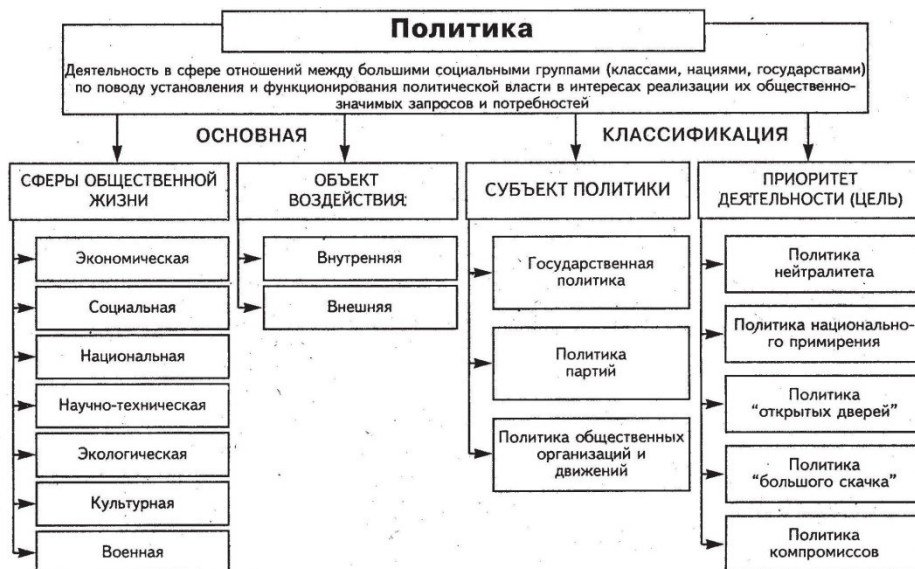 Политика
Деятельность в сфере отношений между большими социальными группами (классами, нациями, государствами)
по поводу установления и функционирования политической власти в интересах реализации их общественно-
значимых запросов и потребностей
ОСНОВНАЯ
КЛАССИФИКАЦИЯ
СФЕРЫ ОБЩЕСТВЕННОЙ
ЖИЗНИ
Экономическая
Социальная
Национальная
Научно-техническая
Экологическая
Культурная
Военная
ОБЪЕКТ
ВОЗДЕЙСТВИЯ:
Внутренняя
Внешняя
СУБЪЕКТ ПОЛИТИКИ
Государственная
политика
Политика
партий
Политика общественных
организаций и
движений
ПРИОРИТЕТ
ДЕЯТЕЛЬНОСТИ (ЦЕЛЬ)
Политика
нейтралитета
Политика национально-
го примирения
Политика
"открытых дверей"
Политика
"большого скачка"
Политика
компромиссов